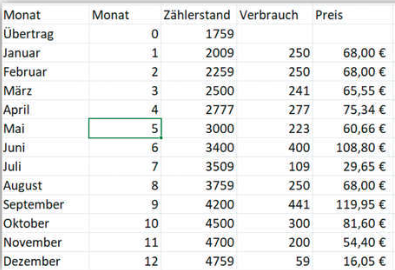 Monat Monat Zählerstand Verbrauch Preis
Übertrag 0 1759
Januar 1 2009 250 68,00 €
Februar 2 2259 250 68,00 €
März 3 2500 241 65,55 €
April 4 2777 277 75,34 €
Mai 5 3000 223 60,66 €
Juni 6 3400 400 108,80 €
Juli 7 3509 109 29,65 €
August 8 3759 250 68,00 €
September 9 4200 441 119,95 €
Oktober 10 4500 300 81,60 €
November 11 4700 200 54,40 €
Dezember 12 4759 59 16,05 €